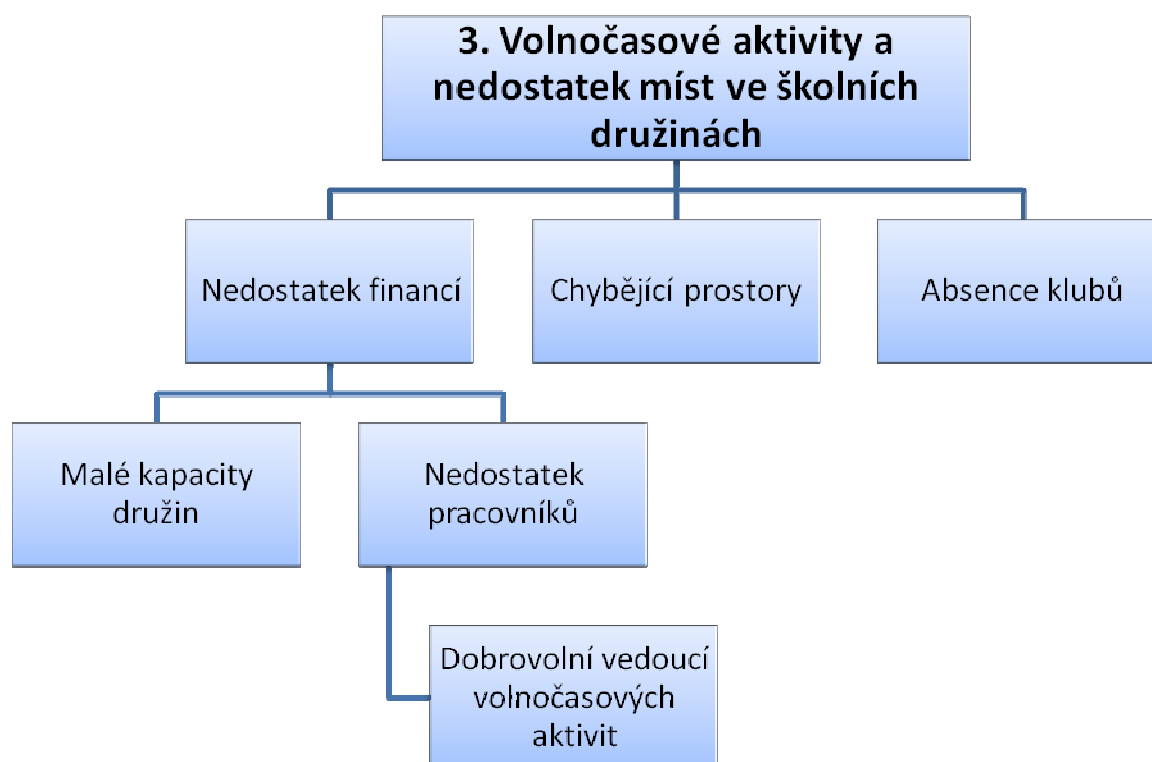 3. Volnočasové aktivity a
nedostatek míst ve školních
družinách
Nedostatek financí
Chybějící prostory
Absence klubů
Malé kapacity
družin
Nedostatek
pracovníků
Dobrovolní vedoucí
volnočasových
aktivit